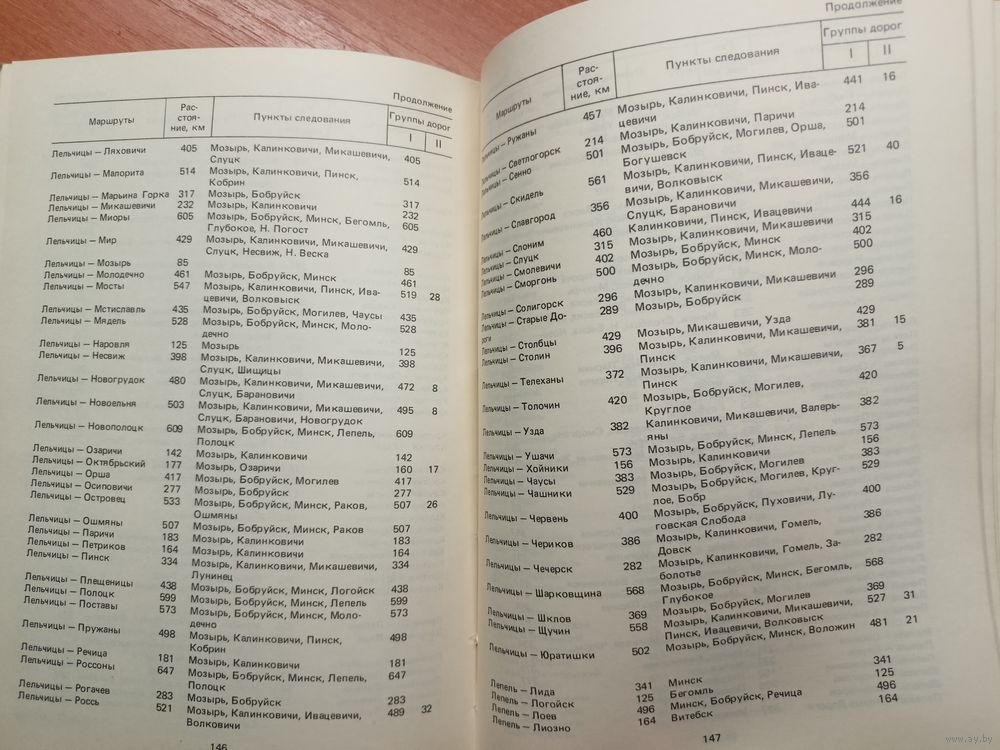 Продолжение
Маршруты Рас- Пункты следования Группы дорог
стоя-
ние, км I II
Лельчицы — Ляховичи 405 Мозырь, Калинковичи, Микашевичи, 405
Слуцк
Лельчицы — Малорита 514 Мозырь, Калинковичи, Пинск, 514
Кобрин
Лельчицы — Марьина Горка 317 Мозырь, Бобруйск 317
Лельчицы — Микашевичи 232 Мозырь, Калинковичи 232
Лельчицы — Миоры 605 Мозырь, Бобруйск, Минск, Бегомль, 605
Глубокое, Н. Погост
Лельчицы — Мир 429 Мозырь, Калинковичи, Микашевичи, 429
Слуцк, Несвиж, Н. Веска
Лельчицы — Мозырь 85 85
Лельчицы — Молодечно 461 Мозырь, Бобруйск, Минск 461
Лельчицы — Мосты 547 Мозырь, Калинковичи, Пинск, Ива- 519 28
цевичи, Волковыск
Лельчицы — Мстиславль 435 Мозырь, Бобруйск, Могилев, Чаусы 435
Лельчицы — Мядель 528 Мозырь, Бобруйск, Минск, Моло- 528
дечно
Лельчицы — Наровля 125 Мозырь 125
Лельчицы — Несвиж 398 Мозырь, Калинковичи, Микашевичи, 398
Слуцк, Шищицы
Лельчицы — Новогрудок 480 Мозырь, Калинковичи, Микашевичи, 472 8
Слуцк, Барановичи
Лельчицы — Новоельня 503 Мозырь, Калинковичи, Микашевичи, 495 8
Слуцк, Барановичи, Новогрудок
Лельчицы — Новополоцк 609 Мозырь, Бобруйск, Минск, Лепель, 609
Полоцк
Лельчицы — Озаричи 142 Мозырь, Калинковичи 142
Лельчицы — Октябрьский 177 Мозырь, Озаричи 160 17
Лельчицы — Орша 417 Мозырь, Бобруйск, Могилев 417
Лельчицы — Осиповичи 277 Мозырь, Бобруйск 277
Лельчицы — Островец 533 Мозырь, Бобруйск, Минск, Раков, 507 26
Ошмяны
Лельчицы — Ошмяны 507 Мозырь, Бобруйск, Минск, Раков 507
Лельчицы — Паричи 183 Мозырь, Калинковичи 183
Лельчицы — Петриков 164 Мозырь, Калинковичи 164
Лельчицы — Пинск 334 Мозырь, Калинковичи, Микашевичи, 334
Лунинец
Лельчицы — Плещеницы 438 Мозырь, Бобруйск, Минск, Логойск 438
Лельчицы — Полоцк 599 Мозырь, Бобруйск, Минск, Лепель 599
Лельчицы — Поставы 573 Мозырь, Бобруйск, Минск, Моло- 573
дечно
Лельчицы — Пружаны 498 Мозырь, Калинковичи, Пинск, 498
Кобрин
Лельчицы — Речица 181 Мозырь, Калинковичи 181
Лельчицы — Россоны 647 Мозырь, Бобруйск, Минск, Лепель, 647
Полоцк
Лельчицы — Рогачев 283 Мозырь, Бобруйск 283
Лельчицы — Россь 521 Мозырь, Калинковичи, Ивацевичи, 489 32
Волковичи
146
Продолжение
Маршруты Рас- Пункты следования Группы дорог
стоя-
ние, км I II
Лельчицы — Ружаны 457 Мозырь, Калинковичи, Пинск, Ива- 441 16
цевичи
Лельчицы — Светлогорск 214 Мозырь, Калинковичи, Паричи 214
Лельчицы — Сенно 501 Мозырь, Бобруйск, Могилев, Орша, 501
Богушевск
Лельчицы — Скидель 561 Мозырь, Калинковичи, Пинск, Иваце- 521 40
вичи, Волковыск
Лельчицы — Славгород 356 Мозырь, Калинковичи, Микашевичи, 356
Слуцк, Барановичи
Лельчицы — Слоним 460 Калинковичи, Пинск, Ивацевичи 444 16
Лельчицы — Слуцк 315 Мозырь, Калинковичи, Микашевичи 315
Лельчицы — Смолевичи 402 Мозырь, Бобруйск, Минск 402
Лельчицы — Сморгонь 500 Мозырь, Бобруйск, Минск, Моло- 500
дечно
Лельчицы — Солигорск 296 Мозырь, Калинковичи, Микашевичи 296
Лельчицы — Старые До- 289 Мозырь, Бобруйск 289
роги
Лельчицы — Столбцы 429 Мозырь, Микашевичи, Узда 429
Лельчицы — Столин 396 Мозырь, Калинковичи, Микашевичи, 381 15
Пинск
Лельчицы — Телеханы 372 Мозырь, Калинковичи, Микашевичи, 367 5
Пинск
Лельчицы — Толочин 420 Мозырь, Бобруйск, Могилев, 420
Круглое
Лельчицы — Узда 382 Калинковичи, Микашевичи, Валерь- 382
яны
Лельчицы — Ушачи 573 Мозырь, Бобруйск, Минск, Лепель 573
Лельчицы — Хойники 156 Мозырь, Калинковичи 156
Лельчицы — Чаусы 383 Мозырь, Бобруйск, Могилев 383
Лельчицы — Чашники 529 Мозырь, Бобруйск, Могилев, Круг- 529
лое, Бобр
Лельчицы — Червень 400 Мозырь, Бобруйск, Пуховичи, Лу- 400
говская Слобода
Лельчицы — Чериков 386 Мозырь, Калинковичи, Гомель, 386
Довск
Лельчицы — Чечерск 282 Мозырь, Калинковичи, Гомель, За- 282
болотье
Лельчицы — Шарковщина 568 Мозырь, Бобруйск, Минск, Бегомль, 568
Глубокое
Лельчицы — Шклов 369 Мозырь, Бобруйск, Могилев 369
Лельчицы — Щучин 558 Мозырь, Калинковичи, Микашевичи, 527 31
Пинск, Ивацевичи, Волковыск
Лельчицы — Юратишки 502 Мозырь, Бобруйск, Минск, Воложин 481 21
Лепель — Лида 341 Минск 341
Лепель — Логойск 125 Бегомль 125
Лепель — Лоев 496 Минск, Бобруйск, Речица 496
Лепель — Лиозно 164 Витебск 164
147
www.ay.by